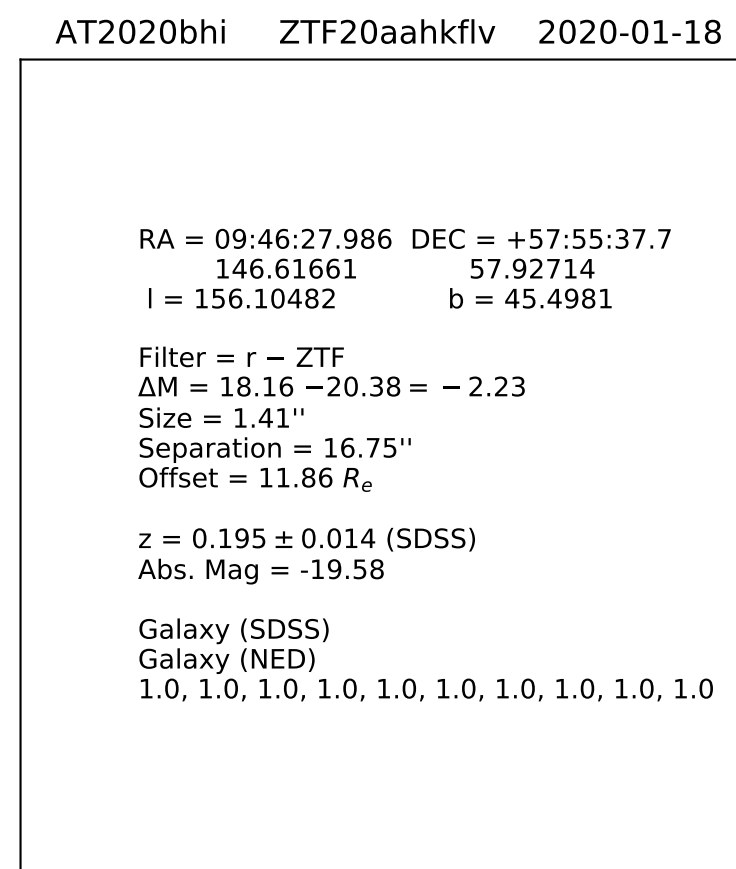 AT2020bhi ZTF20aahkflv 2020-01-18
RA = 09:46:27.986 DEC = +57:55:37.7
146.61661 57.92714
l = 156.10482 b = 45.4981
Filter = r − ZTF
ΔM = 18.16 −20.38 = − 2.23
Size = 1.41''
Separation = 16.75''
Offset = 11.86 Rₑ
z = 0.195 ± 0.014 (SDSS)
Abs. Mag = -19.58
Galaxy (SDSS)
Galaxy (NED)
1.0, 1.0, 1.0, 1.0, 1.0, 1.0, 1.0, 1.0, 1.0, 1.0